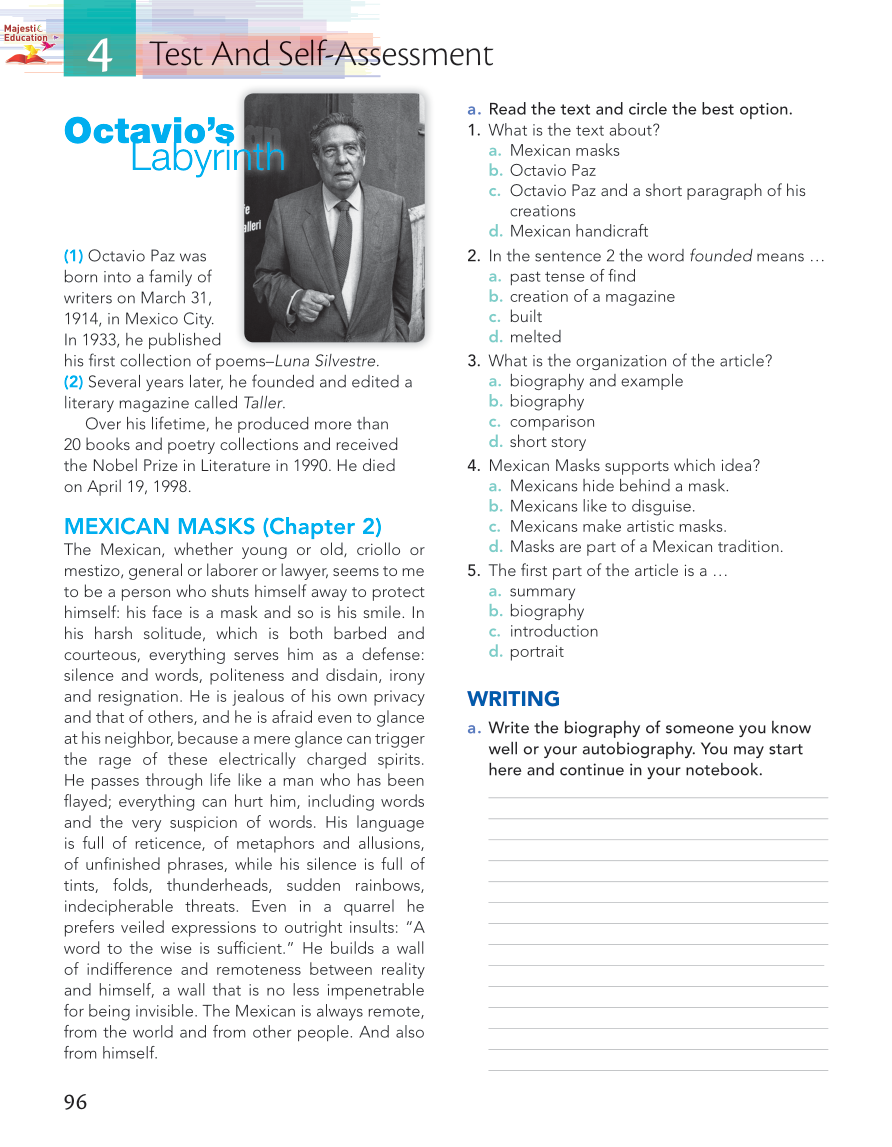 Majesti
Education
4
Test And Self-Assessment
Octavio's
Labyrinth
(1) Octavio Paz was
born into a family of
writers on March 31,
1914, in Mexico City.
In 1933, he published
his first collection of poems–Luna Silvestre.
(2) Several years later, he founded and edited a
literary magazine called Taller.
Over his lifetime, he produced more than
20 books and poetry collections and received
the Nobel Prize in Literature in 1990. He died
on April 19, 1998.
MEXICAN MASKS (Chapter 2)
The Mexican, whether young or old, criollo or
mestizo, general or laborer or lawyer, seems to me
to be a person who shuts himself away to protect
himself: his face is a mask and so is his smile. In
his harsh solitude, which is both barbed and
courteous, everything serves him as a defense:
silence and words, politeness and disdain, irony
and resignation. He is jealous of his own privacy
and that of others, and he is afraid even to glance
at his neighbor, because a mere glance can trigger
the rage of these electrically charged spirits.
He passes through life like a man who has been
flayed; everything can hurt him, including words
and the very suspicion of words. His language
is full of reticence, of metaphors and allusions,
of unfinished phrases, while his silence is full of
tints, folds, thunderheads, sudden rainbows,
indecipherable threats. Even in a quarrel he
prefers veiled expressions to outright insults: “A
word to the wise is sufficient.” He builds a wall
of indifference and remoteness between reality
and himself, a wall that is no less impenetrable
for being invisible. The Mexican is always remote,
from the world and from other people. And also
from himself.
a. Read the text and circle the best option.
1. What is the text about?
a. Mexican masks
b. Octavio Paz
c. Octavio Paz and a short paragraph of his
creations
d. Mexican handicraft
2. In the sentence 2 the word founded means …
a. past tense of find
b. creation of a magazine
c. built
d. melted
3. What is the organization of the article?
a. biography and example
b. biography
c. comparison
d. short story
4. Mexican Masks supports which idea?
a. Mexicans hide behind a mask.
b. Mexicans like to disguise.
c. Mexicans make artistic masks.
d. Masks are part of a Mexican tradition.
5. The first part of the article is a …
a. summary
b. biography
c. introduction
d. portrait
WRITING
a. Write the biography of someone you know
well or your autobiography. You may start
here and continue in your notebook.
96